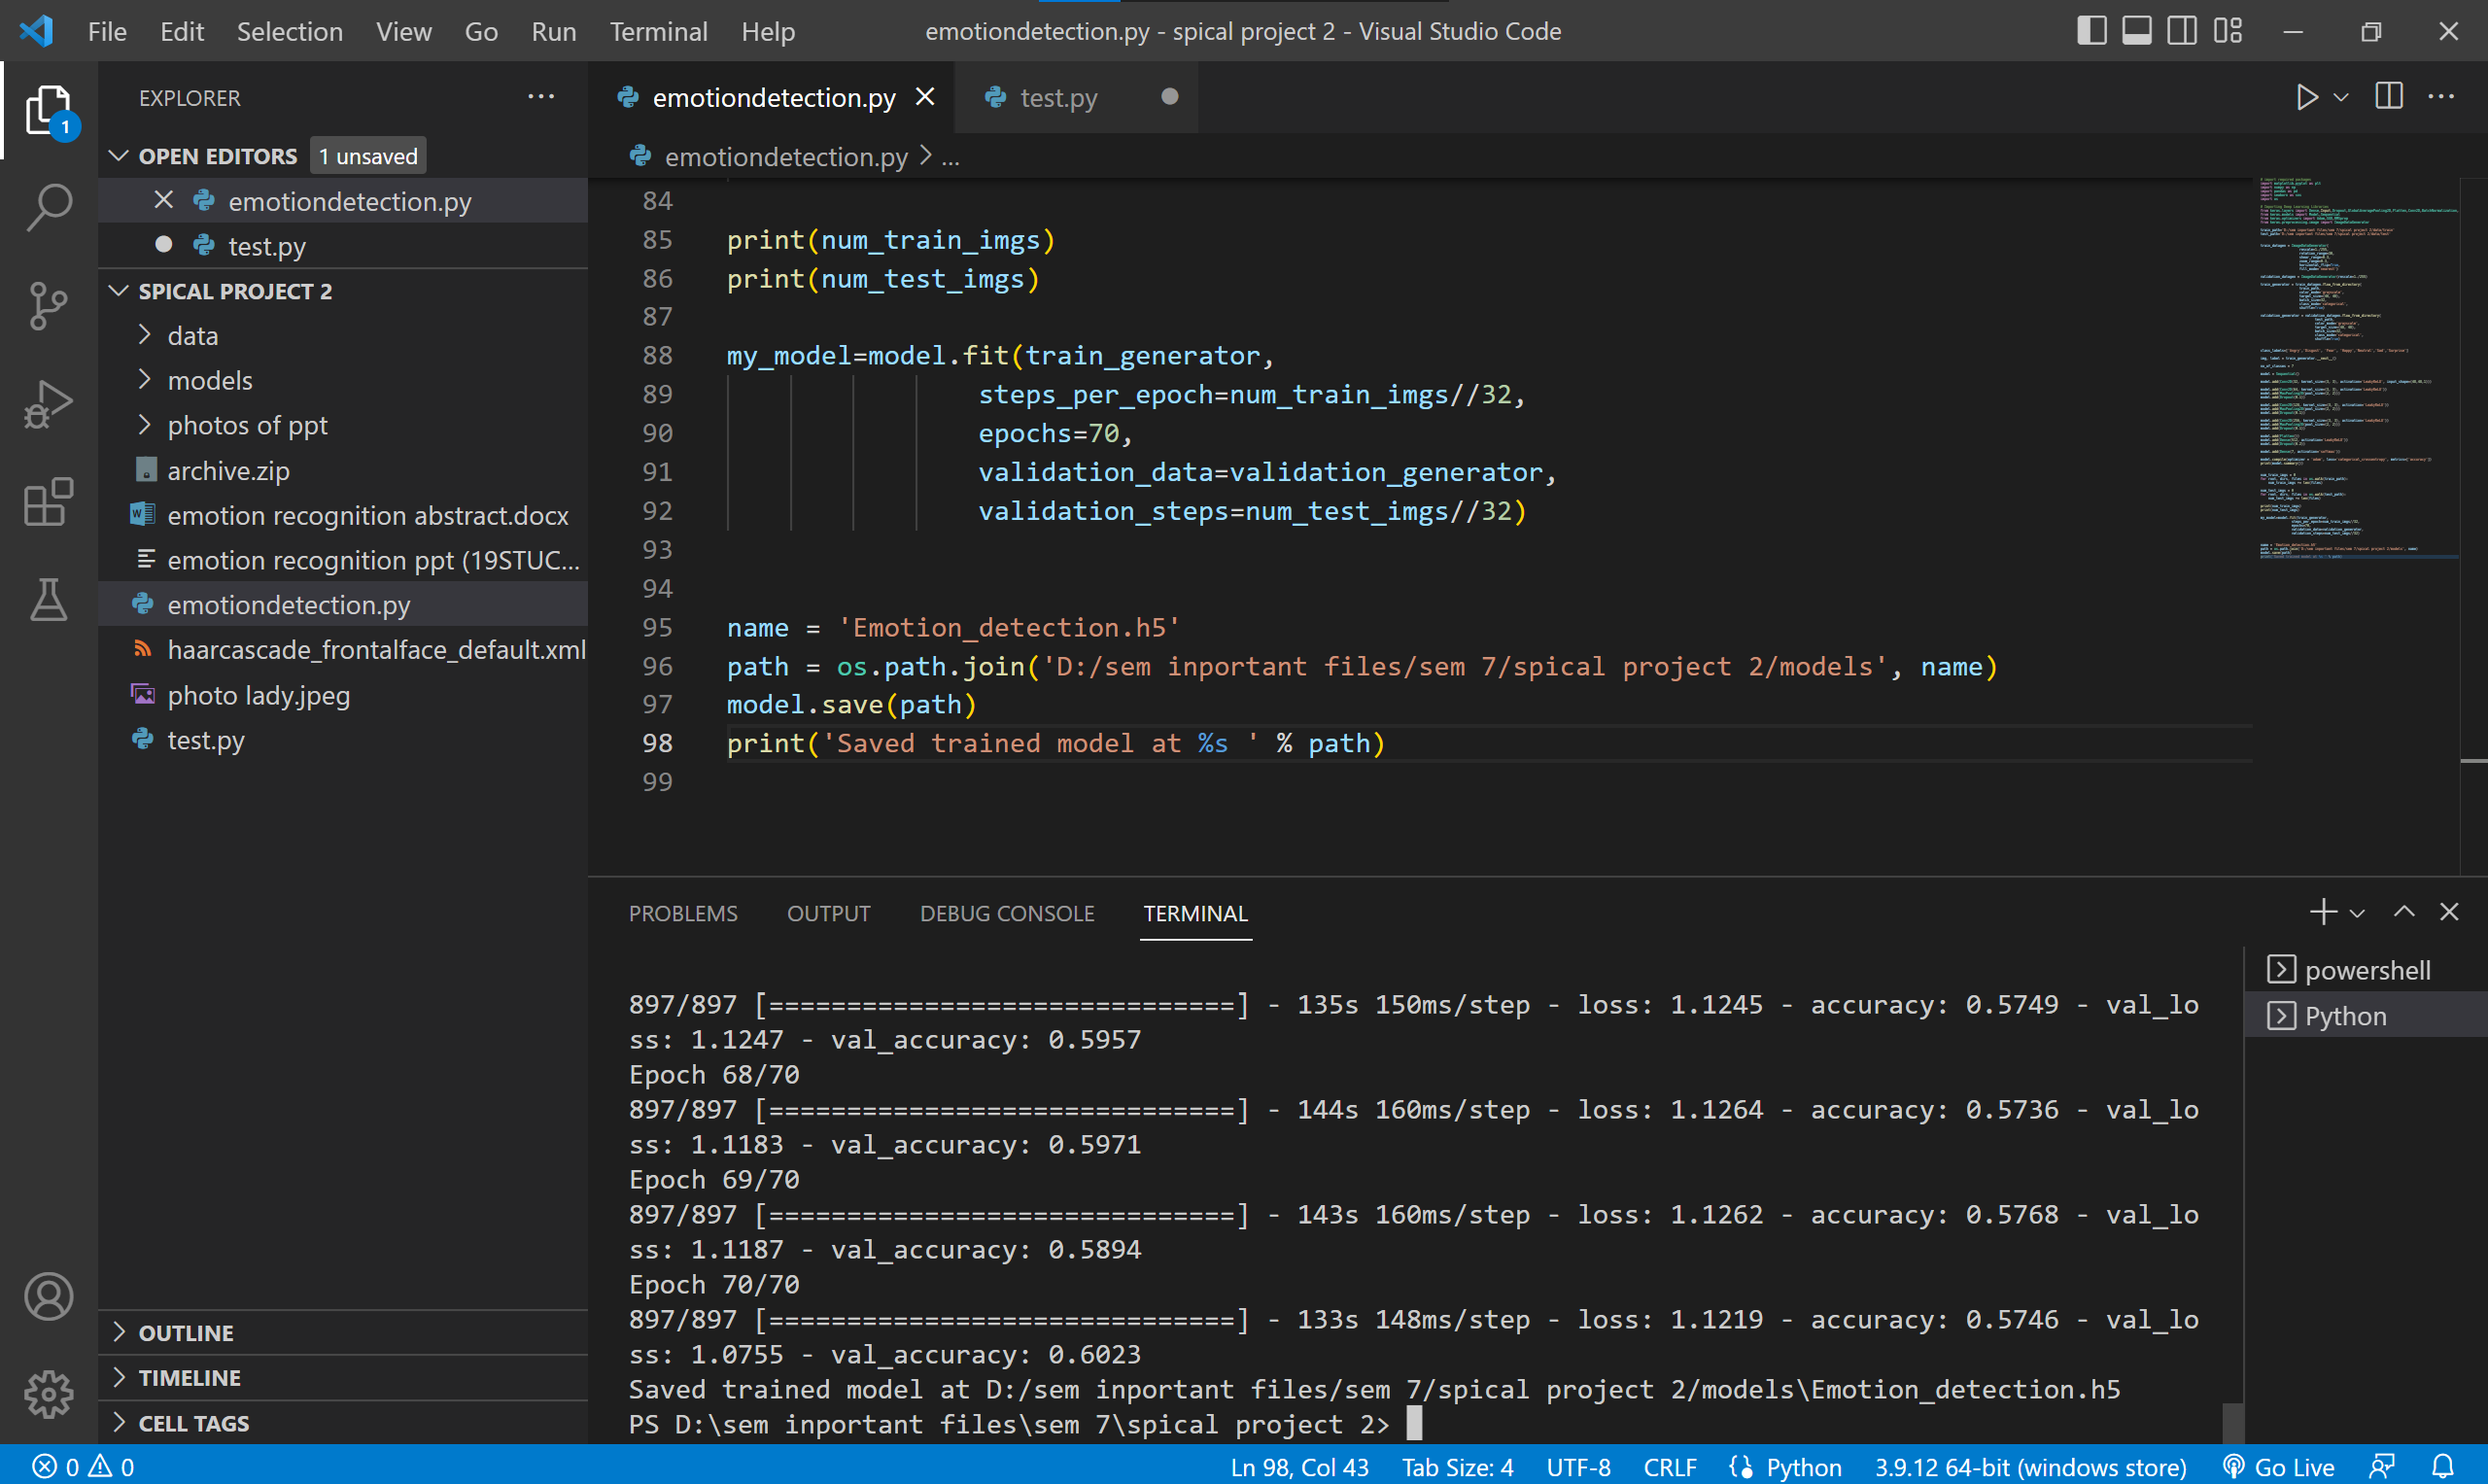 File Edit Selection View Go Run Terminal Help
emotiondetection.py - spical project 2 - Visual Studio Code
EXPLORER
1
OPEN EDITORS 1 unsaved
emotiondetection.py
test.py
SPICAL PROJECT 2
data
models
photos of ppt
archive.zip
emotion recognition abstract.docx
emotion recognition ppt (19STUC...
emotiondetection.py
haarcascade_frontalface_default.xml
photo lady.jpeg
test.py
OUTLINE
TIMELINE
CELL TAGS
emotiondetection.py test.py
emotiondetection.py > ...
84
85 print(num_train_imgs)
86 print(num_test_imgs)
87
88 my_model=model.fit(train_generator,
89 steps_per_epoch=num_train_imgs//32,
90 epochs=70,
91 validation_data=validation_generator,
92 validation_steps=num_test_imgs//32)
93
94
95 name = 'Emotion_detection.h5'
96 path = os.path.join('D:/sem inportant files/sem 7/spical project 2/models', name)
97 model.save(path)
98 print('Saved trained model at %s ' % path)
99
PROBLEMS OUTPUT DEBUG CONSOLE TERMINAL
897/897 [==============================] - 135s 150ms/step - loss: 1.1245 - accuracy: 0.5749 - val_lo
ss: 1.1247 - val_accuracy: 0.5957
Epoch 68/70
897/897 [==============================] - 144s 160ms/step - loss: 1.1264 - accuracy: 0.5736 - val_lo
ss: 1.1183 - val_accuracy: 0.5971
Epoch 69/70
897/897 [==============================] - 143s 160ms/step - loss: 1.1262 - accuracy: 0.5768 - val_lo
ss: 1.1187 - val_accuracy: 0.5894
Epoch 70/70
897/897 [==============================] - 133s 148ms/step - loss: 1.1219 - accuracy: 0.5746 - val_lo
ss: 1.0755 - val_accuracy: 0.6023
Saved trained model at D:/sem inportant files/sem 7/spical project 2/models\Emotion_detection.h5
PS D:\sem inportant files\sem 7\spical project 2>
powershell
Python
0 0 Ln 98, Col 43 Tab Size: 4 UTF-8 CRLF Python 3.9.12 64-bit (windows store) Go Live